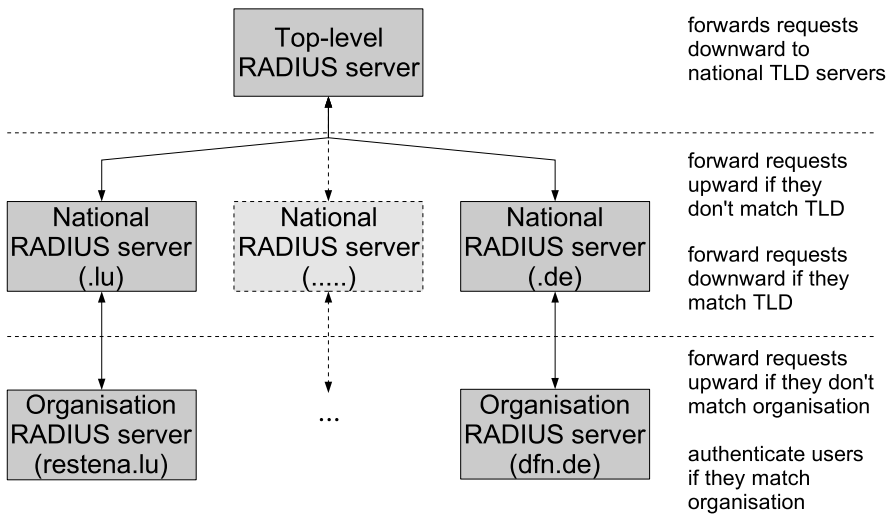 Top-level
RADIUS server
forwards requests
downward to
national TLD servers
National
RADIUS server
(.lu)
National
RADIUS server
(.....)
National
RADIUS server
(.de)
forward requests
upward if they
don't match TLD
forward requests
downward if they
match TLD
Organisation
RADIUS server
(restena.lu)
...
Organisation
RADIUS server
(dfn.de)
forward requests
upward if they don't
match organisation
authenticate users
if they match
organisation